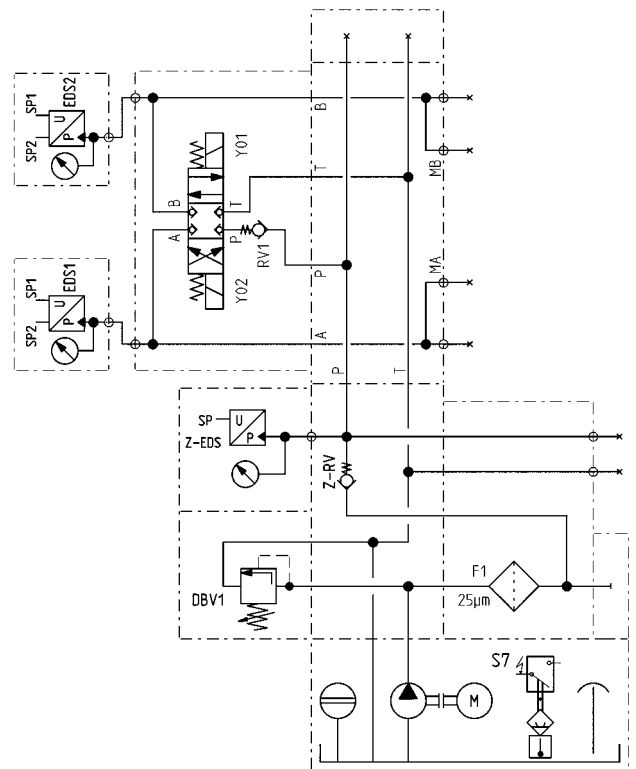 SP1
SP2
EDS2
U
P
B
A
Y01
B
T
P
T
RV1
MB
SP1
SP2
EDS1
U
P
Y02
P
MA
A
P
T
SP
U
P
Z-EDS
Z-RV
DBV1
F1
25µm
S7
M